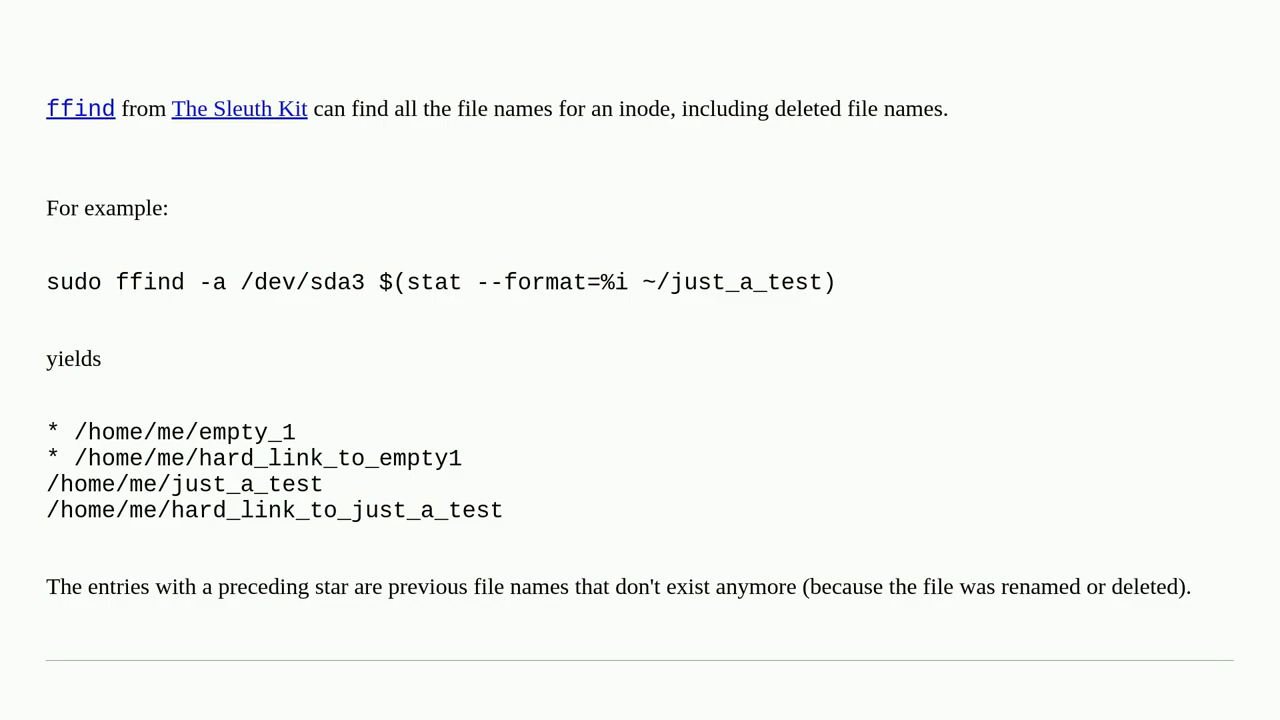 ffind from The Sleuth Kit can find all the file names for an inode, including deleted file names.
For example:
sudo ffind -a /dev/sda3 $(stat --format=%i ~/just_a_test)
yields
* /home/me/empty_1
* /home/me/hard_link_to_empty1
/home/me/just_a_test
/home/me/hard_link_to_just_a_test
The entries with a preceding star are previous file names that don't exist anymore (because the file was renamed or deleted).